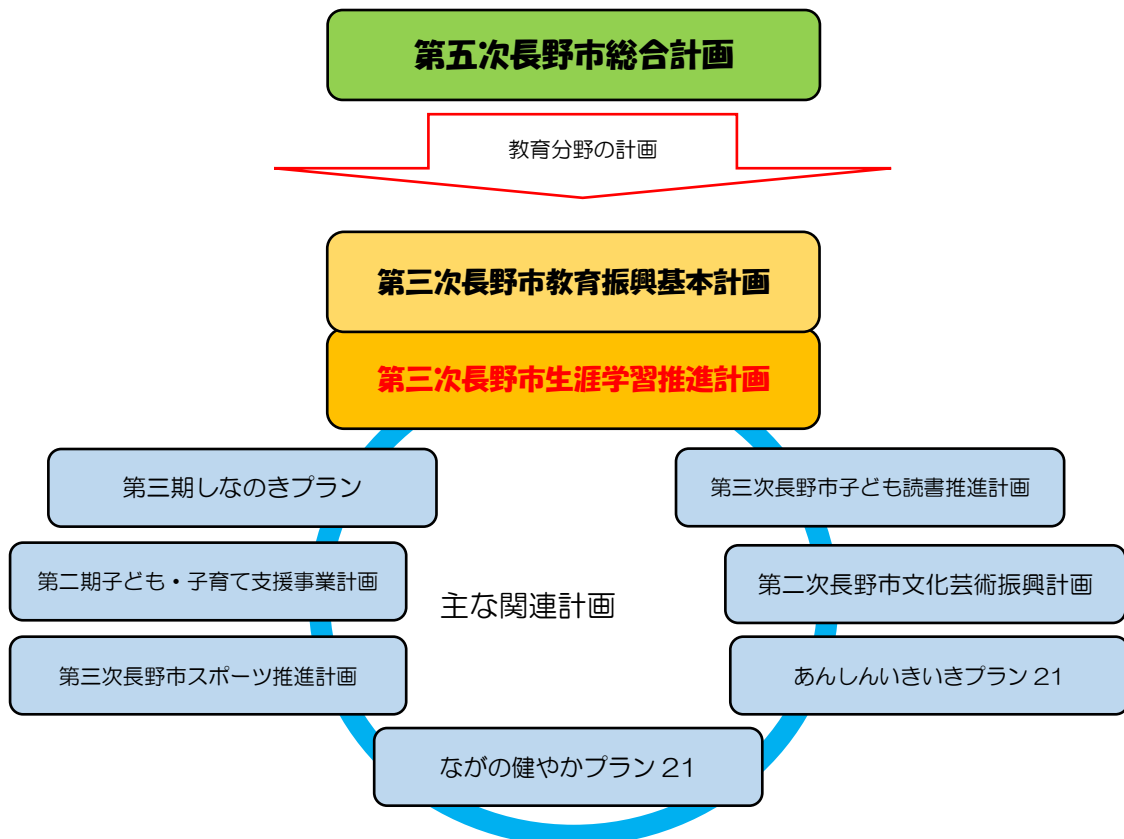 第五次長野市総合計画
教育分野の計画
第三次長野市教育振興基本計画
第三次長野市生涯学習推進計画
第三期しなのきプラン
第三次長野市子ども読書推進計画
第二期子ども・子育て支援事業計画
第二次長野市文化芸術振興計画
主な関連計画
第三次長野市スポーツ推進計画
あんしんいきいきプラン 21
ながの健やかプラン 21